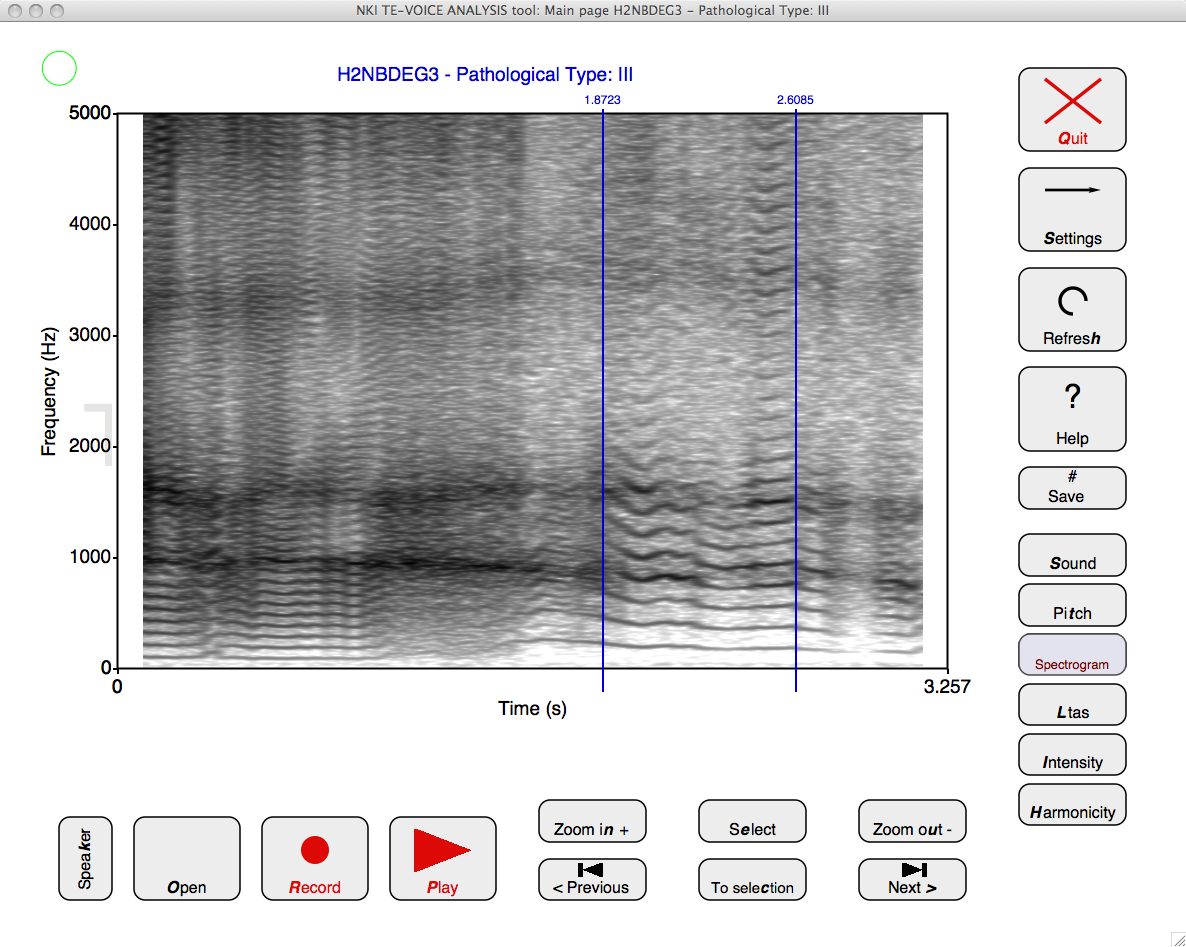 NKI TE-VOICE ANALYSIS tool: Main page H2NBDEG3 – Pathological Type: III
H2NBDEG3 - Pathological Type: III
1.8723
2.6085
5000
4000
3000
2000
1000
0
Frequency (Hz)
0
3.257
Time (s)
Quit
Settings
Refresh
?
Help
#
Save
Sound
Pitch
Spectrogram
Ltas
Intensity
Harmonicity
Speaker
Open
Record
Play
Zoom in +
Select
Zoom out -
< Previous
To selection
Next >